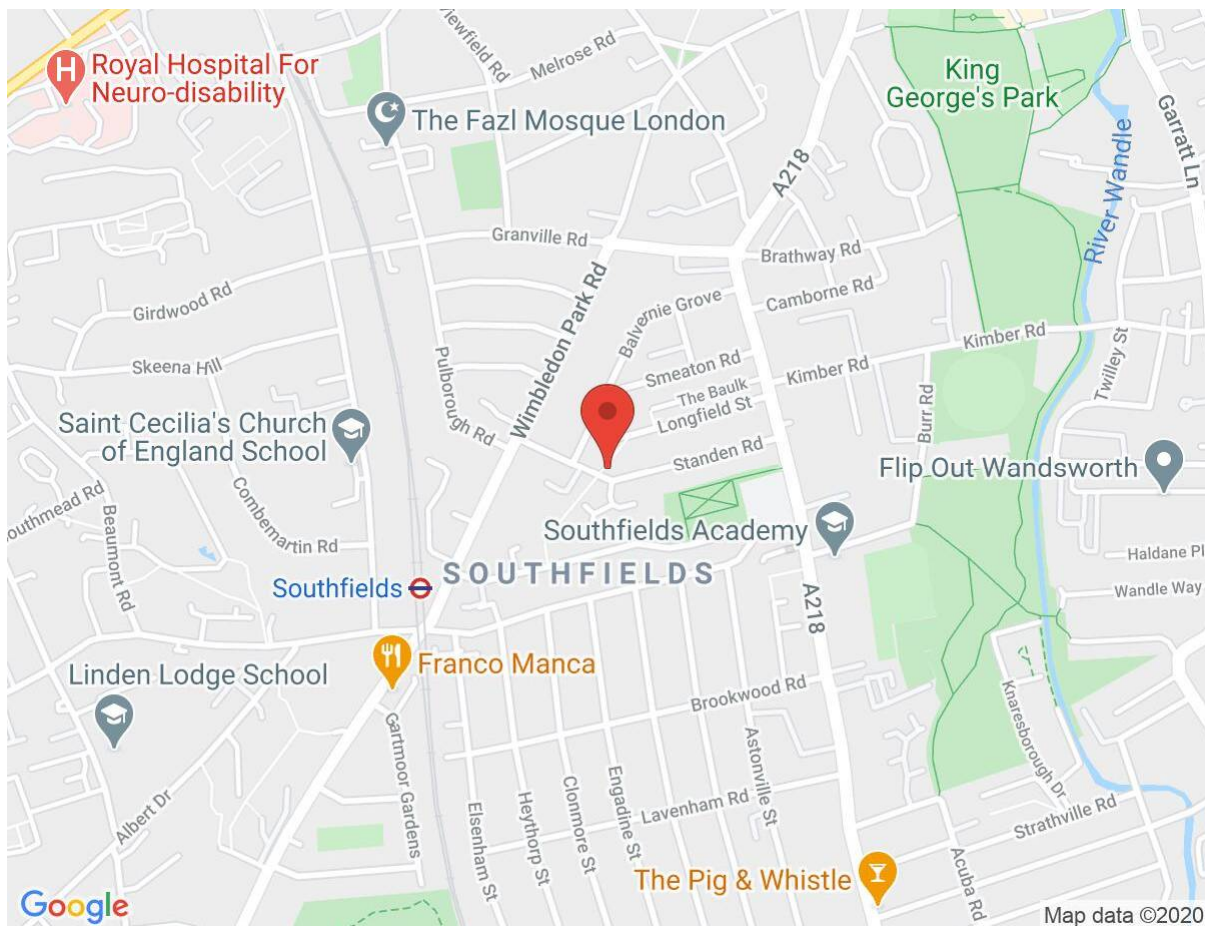 Viewfield Rd
Melrose Rd
Royal Hospital For
Neuro-disability
King
George's Park
Garratt Ln
The Fazl Mosque London
A218
River Wandle
Granville Rd
Brathway Rd
Girdwood Rd
Wimbledon Park Rd
Balvernie Grove
Camborne Rd
Kimber Rd
Skeena Hill
Pulborough Rd
Smeaton Rd
Kimber Rd
Twilley St
The Baulk
Longfield St
Saint Cecilia's Church
of England School
Burr Rd
Standen Rd
Flip Out Wandsworth
outhmead Rd
Beaumont Rd
Combemartin Rd
Southfields Academy
Haldane Pl
SOUTHFIELDS
Southfields
Wandle Way
A218
Franco Manca
Linden Lodge School
Brookwood Rd
Knaresborough Dr
Gartmoor Gardens
Astonville St
Albert Dr
Elsenham St
Heythorp St
Clonmore St
Engadine St
Lavenham Rd
Strathville Rd
The Pig & Whistle
Acuba Rd
Google
Map data ©2020